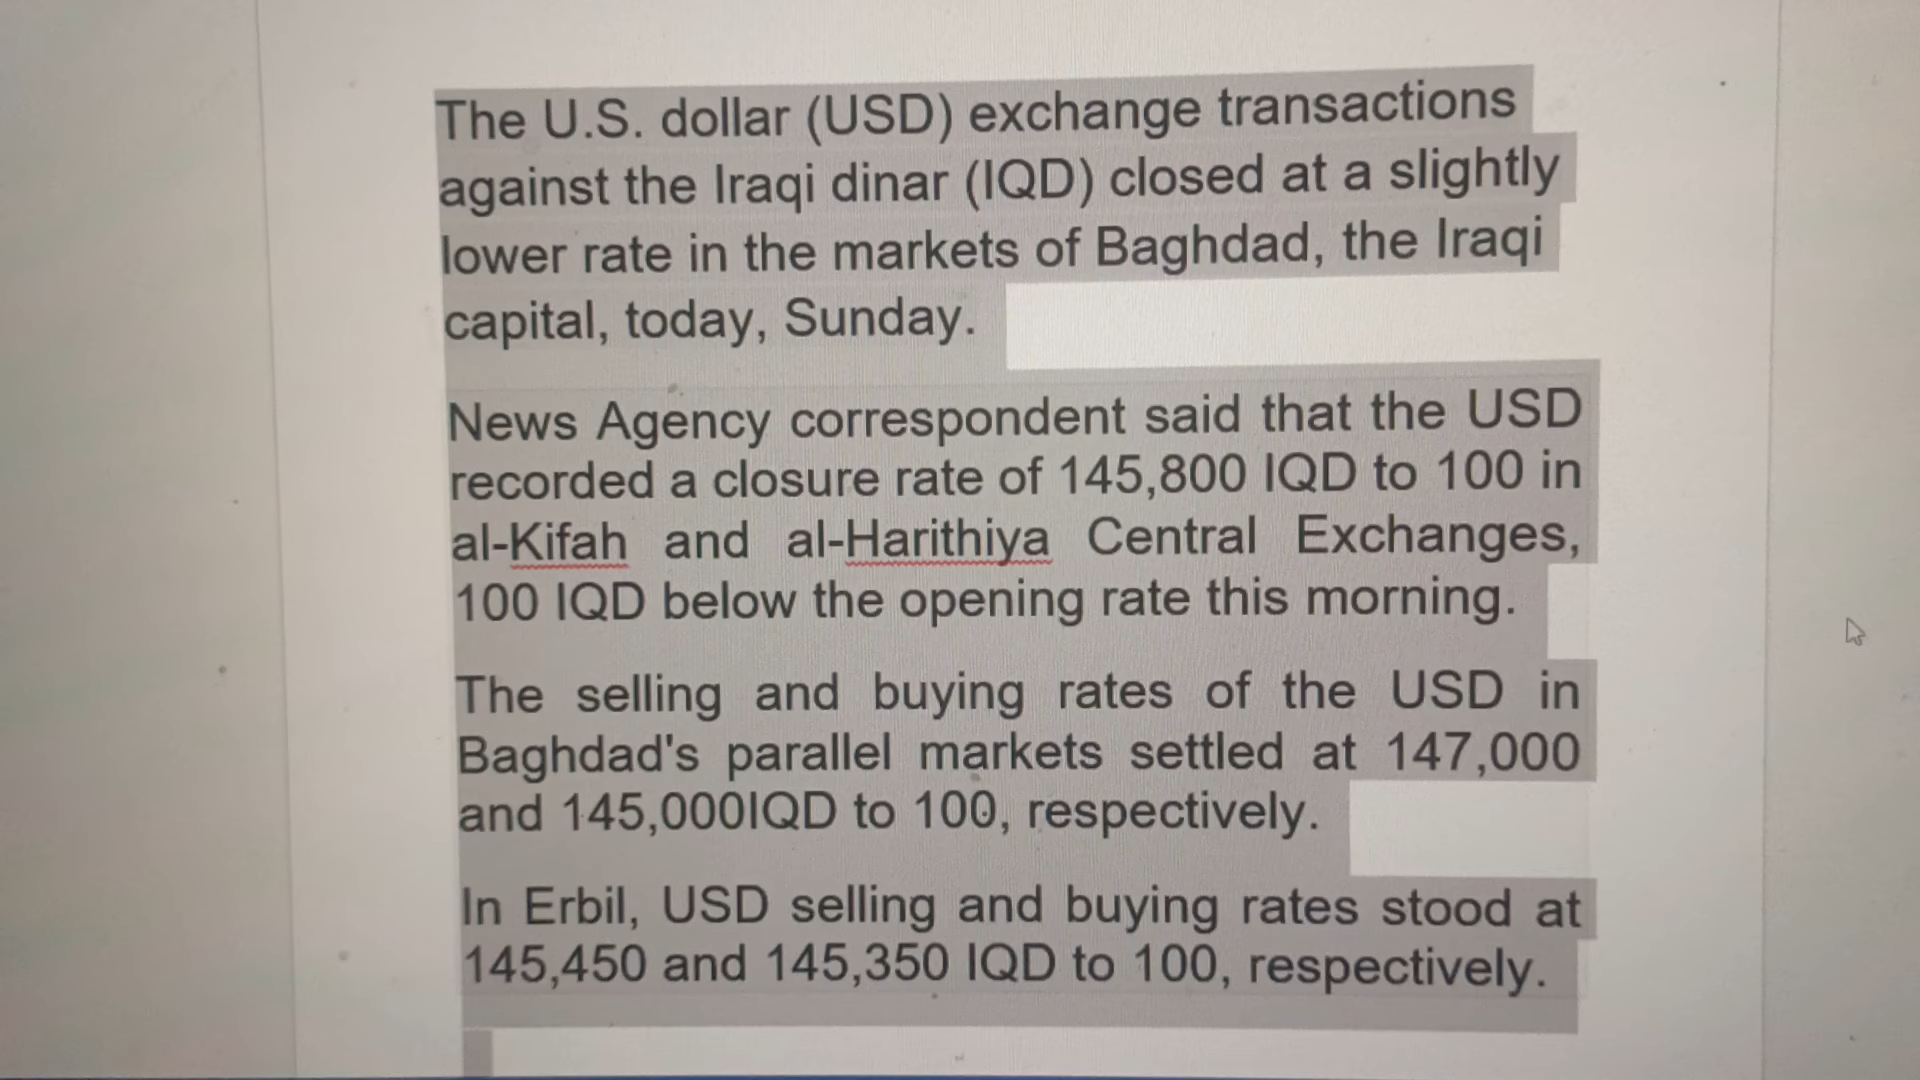 The U.S. dollar (USD) exchange transactions
against the Iraqi dinar (IQD) closed at a slightly
lower rate in the markets of Baghdad, the Iraqi
capital, today, Sunday.
News Agency correspondent said that the USD
recorded a closure rate of 145,800 IQD to 100 in
al-Kifah and al-Harithiya Central Exchanges,
100 IQD below the opening rate this morning.
The selling and buying rates of the USD in
Baghdad's parallel markets settled at 147,000
and 145,000IQD to 100, respectively.
In Erbil, USD selling and buying rates stood at
145,450 and 145,350 IQD to 100, respectively.